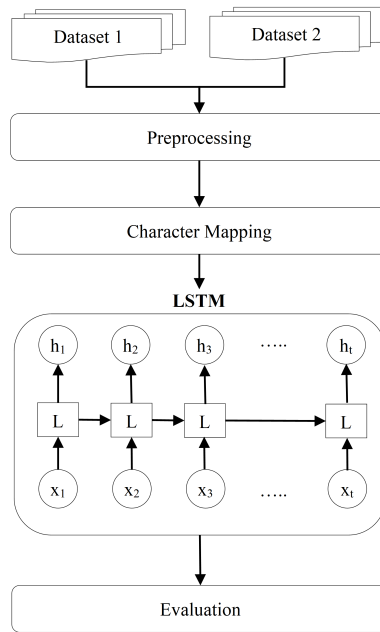 Dataset 1
Dataset 2
Preprocessing
Character Mapping
LSTM
h₁ h₂ h₃ ..... hₜ
L L L L
x₁ x₂ x₃ ..... xₜ
Evaluation